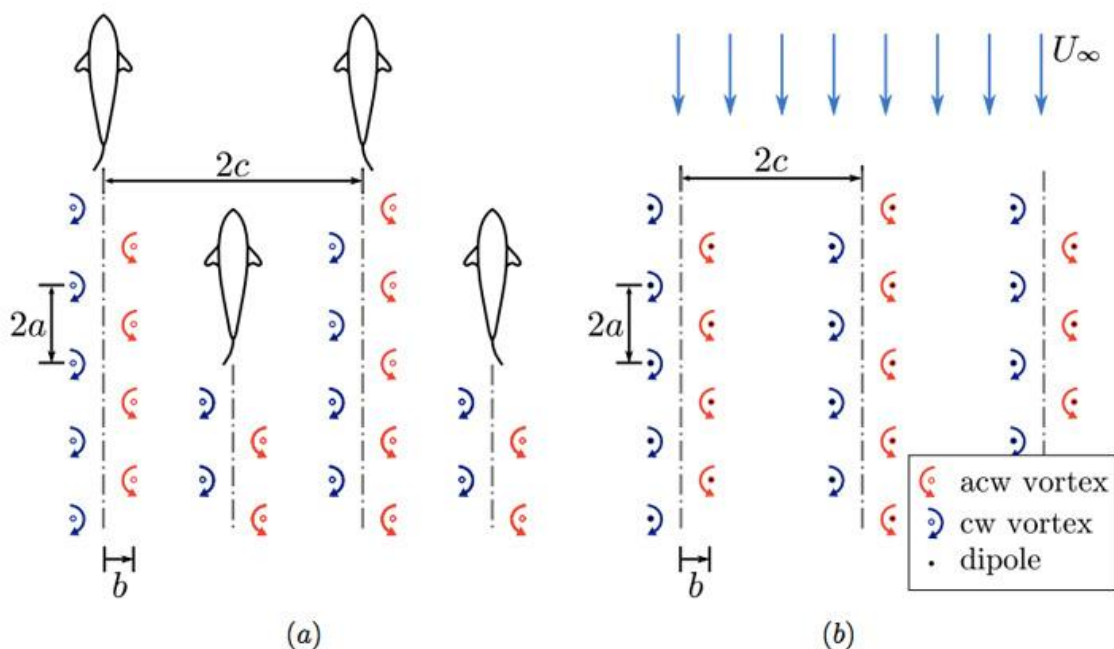 2c
2a
b
(a)
U∞
2c
2a
b
acw vortex
cw vortex
dipole
(b)